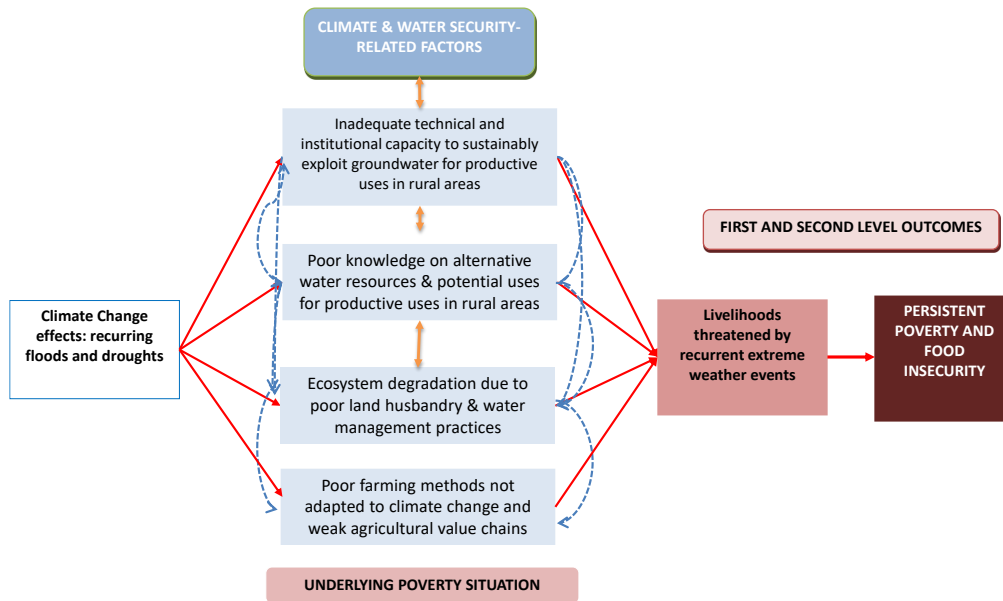 CLIMATE & WATER SECURITY-
RELATED FACTORS
Inadequate technical and
institutional capacity to sustainably
exploit groundwater for productive
uses in rural areas
FIRST AND SECOND LEVEL OUTCOMES
Poor knowledge on alternative
water resources & potential uses
for productive uses in rural areas
Climate Change
effects: recurring
floods and droughts
Livelihoods
threatened by
recurrent extreme
weather events
PERSISTENT
POVERTY AND
FOOD
INSECURITY
Ecosystem degradation due to
poor land husbandry & water
management practices
Poor farming methods not
adapted to climate change and
weak agricultural value chains
UNDERLYING POVERTY SITUATION